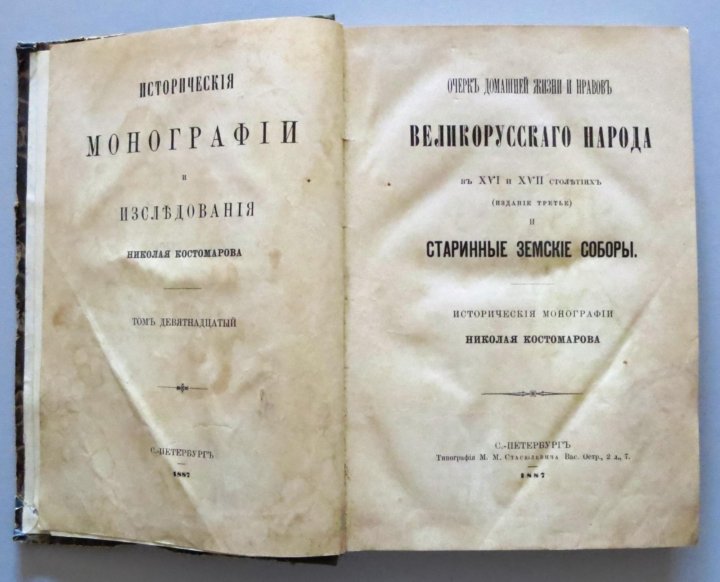 ИСТОРИЧЕСКІЯ
МОНОГРАФІИ
и
ИЗСЛѢДОВАНІЯ
НИКОЛАЯ КОСТОМАРОВА
ТОМЪ ДЕВЯТНАДЦАТЫЙ
С.-ПЕТЕРБУРГЪ
1887
ОЧЕРКЪ ДОМАШНЕЙ ЖИЗНИ И НРАВОВЪ
ВЕЛИКОРУССКАГО НАРОДА
въ XVI и XVII столѣтіяхъ
(ИЗДАНІЕ ТРЕТЬЕ)
И
СТАРИННЫЕ ЗЕМСКІЕ СОБОРЫ.
ИСТОРИЧЕСКІЯ МОНОГРАФІИ
НИКОЛАЯ КОСТОМАРОВА
С.-ПЕТЕРБУРГЪ
Типографія М. М. Стасюлевича Вас. Остр., 2 л., 7.
1887